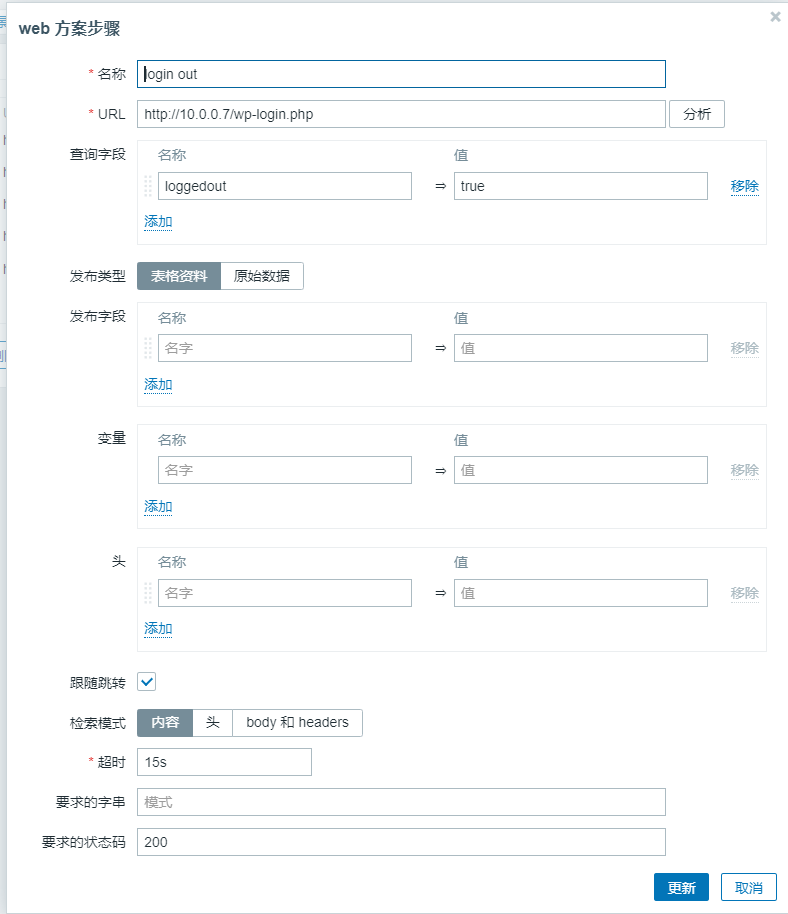 web 方案步骤
* 名称 login out
* URL http://10.0.0.7/wp-login.php 分析
查询字段 名称 值
loggedout ⇒ true 移除
添加
发布类型 表格资料 原始数据
发布字段 名称 值
名字 ⇒ 值 移除
添加
变量 名称 值
名字 ⇒ 值 移除
添加
头 名称 值
名字 ⇒ 值 移除
添加
跟随跳转
检索模式 内容 头 body 和 headers
* 超时 15s
要求的字串 模式
要求的状态码 200
更新 取消